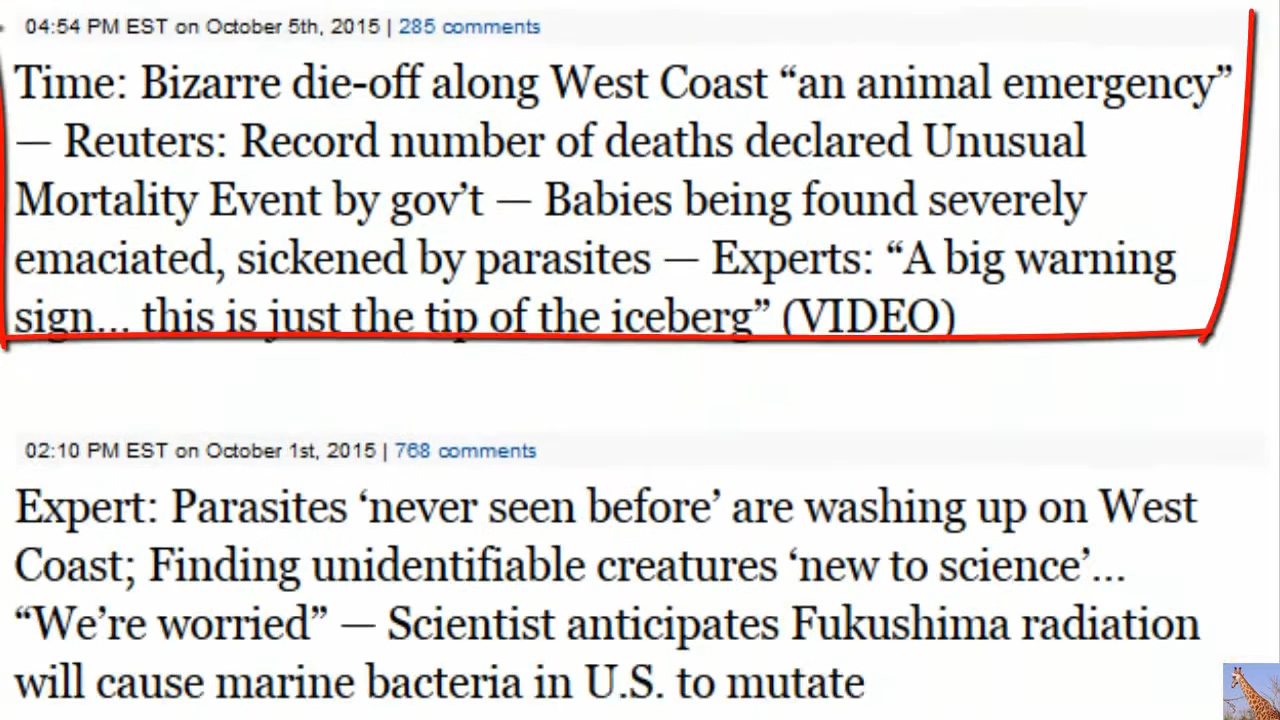 04:54 PM EST on October 5th, 2015 | 285 comments
Time: Bizarre die-off along West Coast “an animal emergency”
— Reuters: Record number of deaths declared Unusual
Mortality Event by gov’t — Babies being found severely
emaciated, sickened by parasites — Experts: “A big warning
sign... this is just the tip of the iceberg” (VIDEO)
02:10 PM EST on October 1st, 2015 | 768 comments
Expert: Parasites ‘never seen before’ are washing up on West
Coast; Finding unidentifiable creatures ‘new to science’...
“We’re worried” — Scientist anticipates Fukushima radiation
will cause marine bacteria in U.S. to mutate